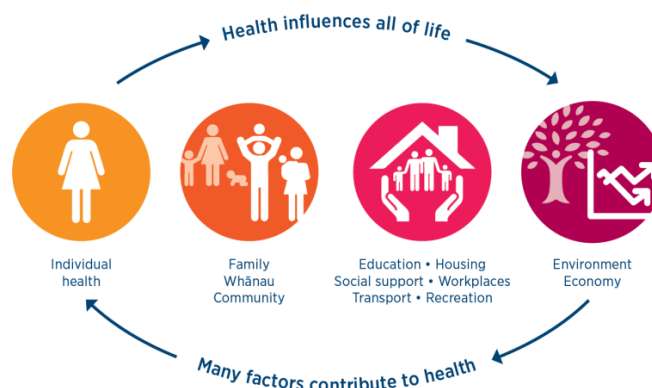 Health influences all of life
Individual
health
Family
Whānau
Community
Education • Housing
Social support • Workplaces
Transport • Recreation
Environment
Economy
Many factors contribute to health